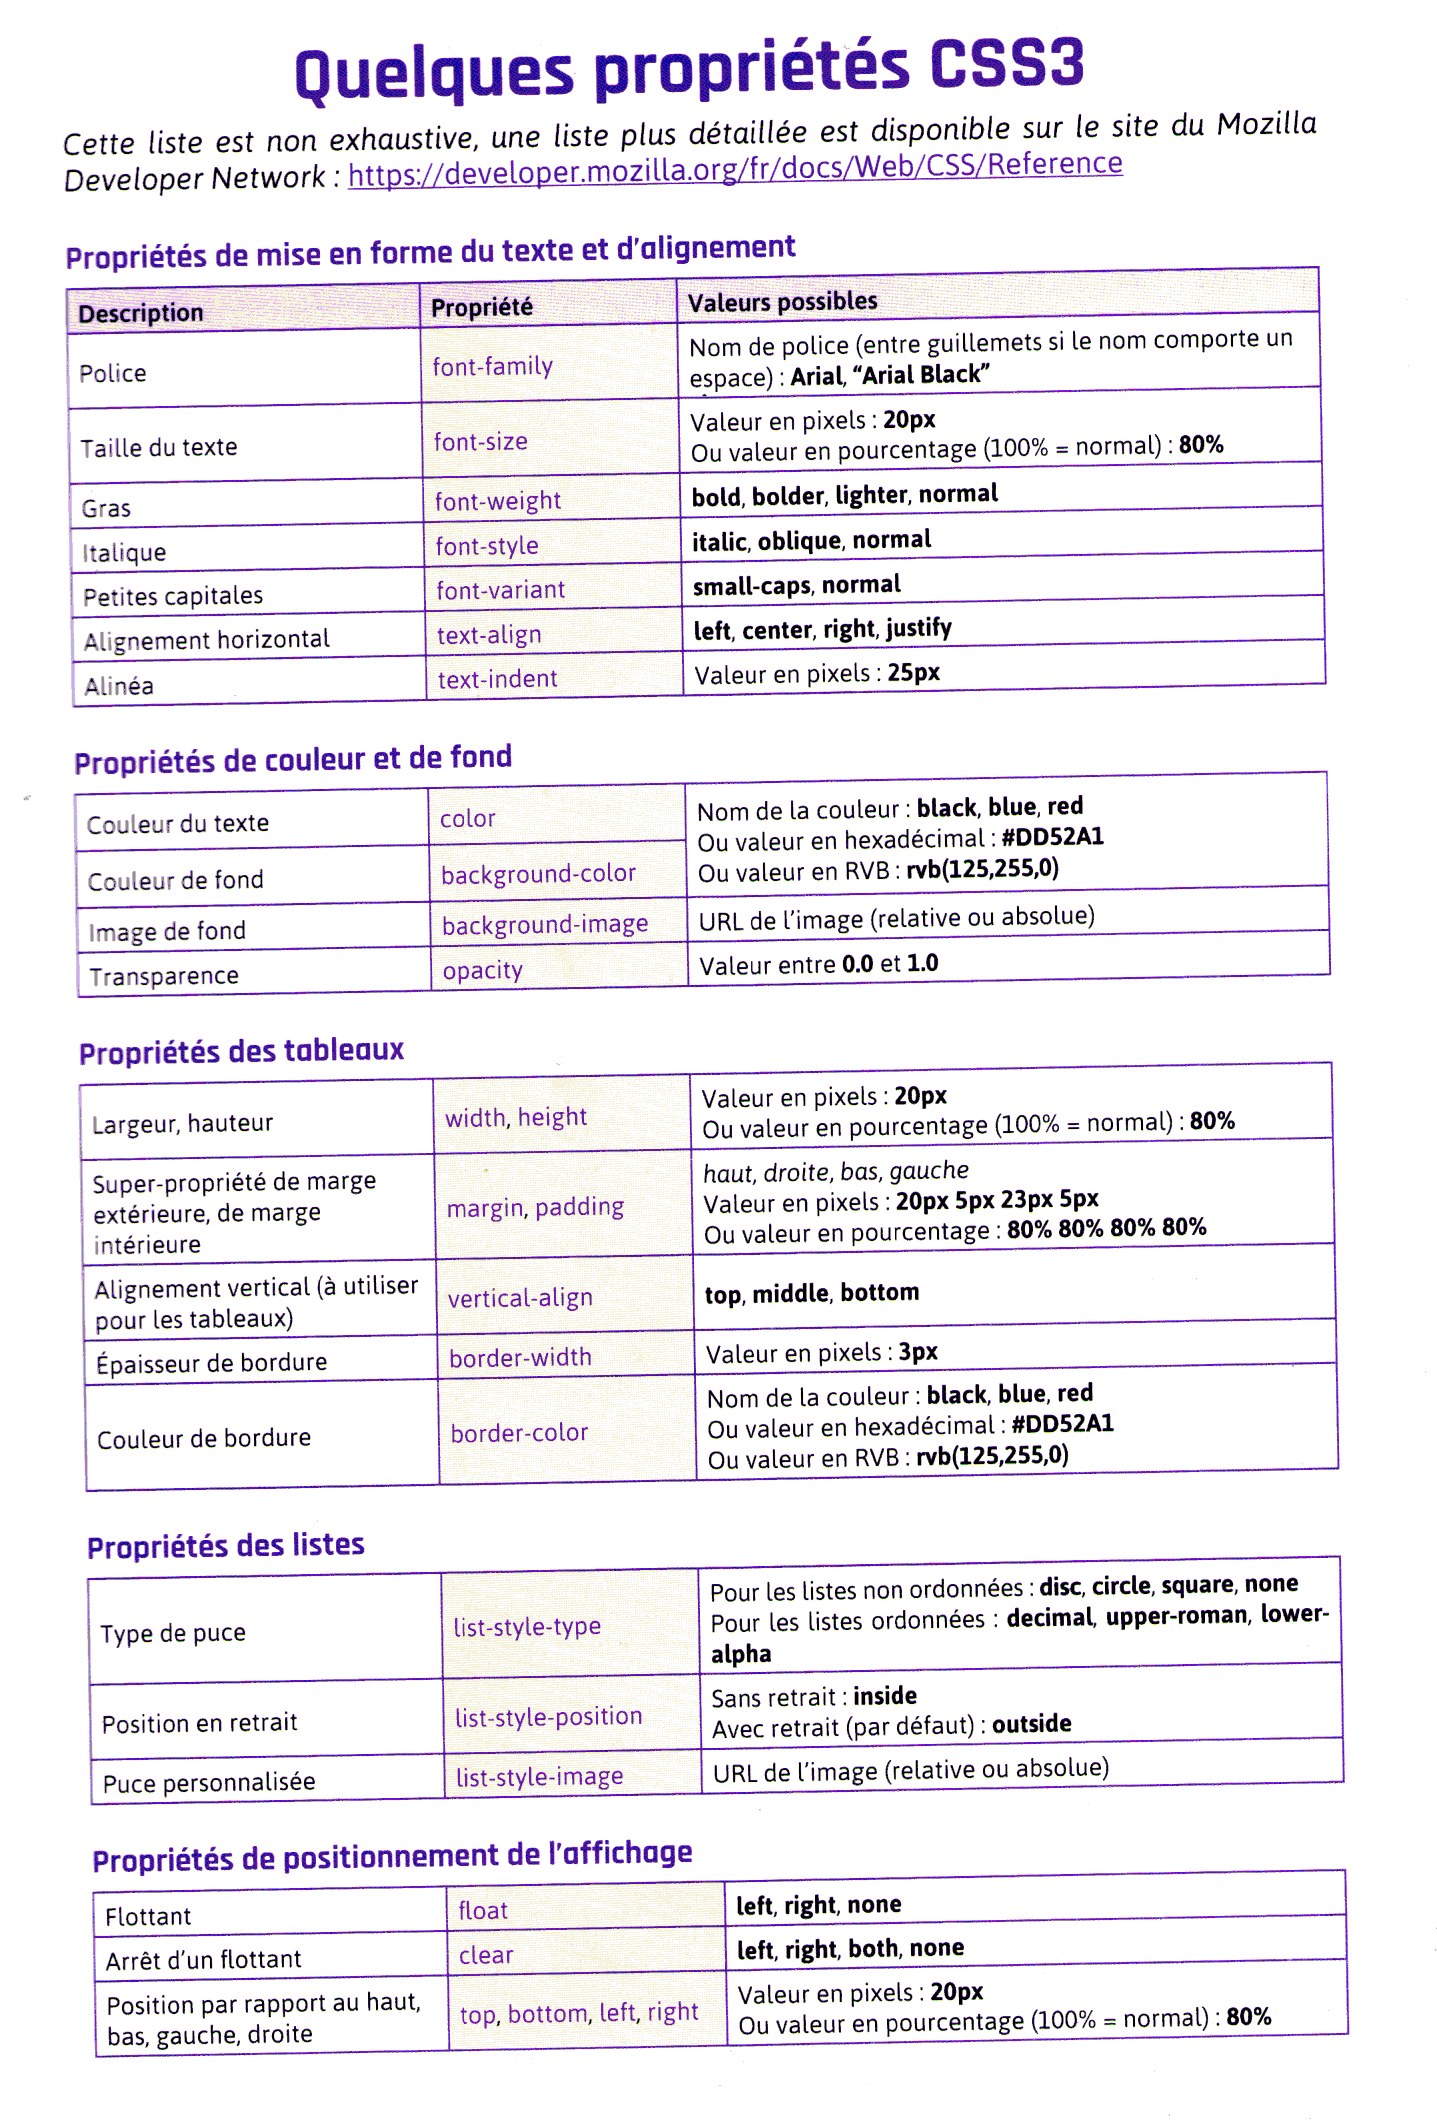 Quelques propriétés CSS3
Cette liste est non exhaustive, une liste plus détaillée est disponible sur le site du Mozilla
Developer Network : https://developer.mozilla.org/fr/docs/Web/CSS/Reference
Propriétés de mise en forme du texte et d'alignement
Description Propriété Valeurs possibles
Police font-family Nom de police (entre guillemets si le nom comporte un
espace) : Arial, “Arial Black”
Taille du texte font-size Valeur en pixels : 20px
Ou valeur en pourcentage (100% = normal) : 80%
Gras font-weight bold, bolder, lighter, normal
Italique font-style italic, oblique, normal
Petites capitales font-variant small-caps, normal
Alignement horizontal text-align left, center, right, justify
Alinéa text-indent Valeur en pixels : 25px
Propriétés de couleur et de fond
Couleur du texte color Nom de la couleur : black, blue, red
Ou valeur en hexadécimal : #DD52A1
Couleur de fond background-color Ou valeur en RVB : rvb(125,255,0)
Image de fond background-image URL de l'image (relative ou absolue)
Transparence opacity Valeur entre 0.0 et 1.0
Propriétés des tableaux
Largeur, hauteur width, height Valeur en pixels : 20px
Ou valeur en pourcentage (100% = normal) : 80%
Super-propriété de marge
extérieure, de marge
intérieure
margin, padding
haut, droite, bas, gauche
Valeur en pixels : 20px 5px 23px 5px
Ou valeur en pourcentage : 80% 80% 80% 80%
Alignement vertical (à utiliser
pour les tableaux)
vertical-align
top, middle, bottom
Épaisseur de bordure border-width Valeur en pixels : 3px
Couleur de bordure border-color Nom de la couleur : black, blue, red
Ou valeur en hexadécimal : #DD52A1
Ou valeur en RVB : rvb(125,255,0)
Propriétés des listes
Type de puce list-style-type Pour les listes non ordonnées : disc, circle, square, none
Pour les listes ordonnées : decimal, upper-roman, lower-
alpha
Position en retrait list-style-position Sans retrait : inside
Avec retrait (par défaut) : outside
Puce personnalisée list-style-image URL de l'image (relative ou absolue)
Propriétés de positionnement de l'affichage
Flottant float left, right, none
Arrêt d'un flottant clear left, right, both, none
Position par rapport au haut,
bas, gauche, droite
top, bottom, left, right
Valeur en pixels : 20px
Ou valeur en pourcentage (100% = normal) : 80%